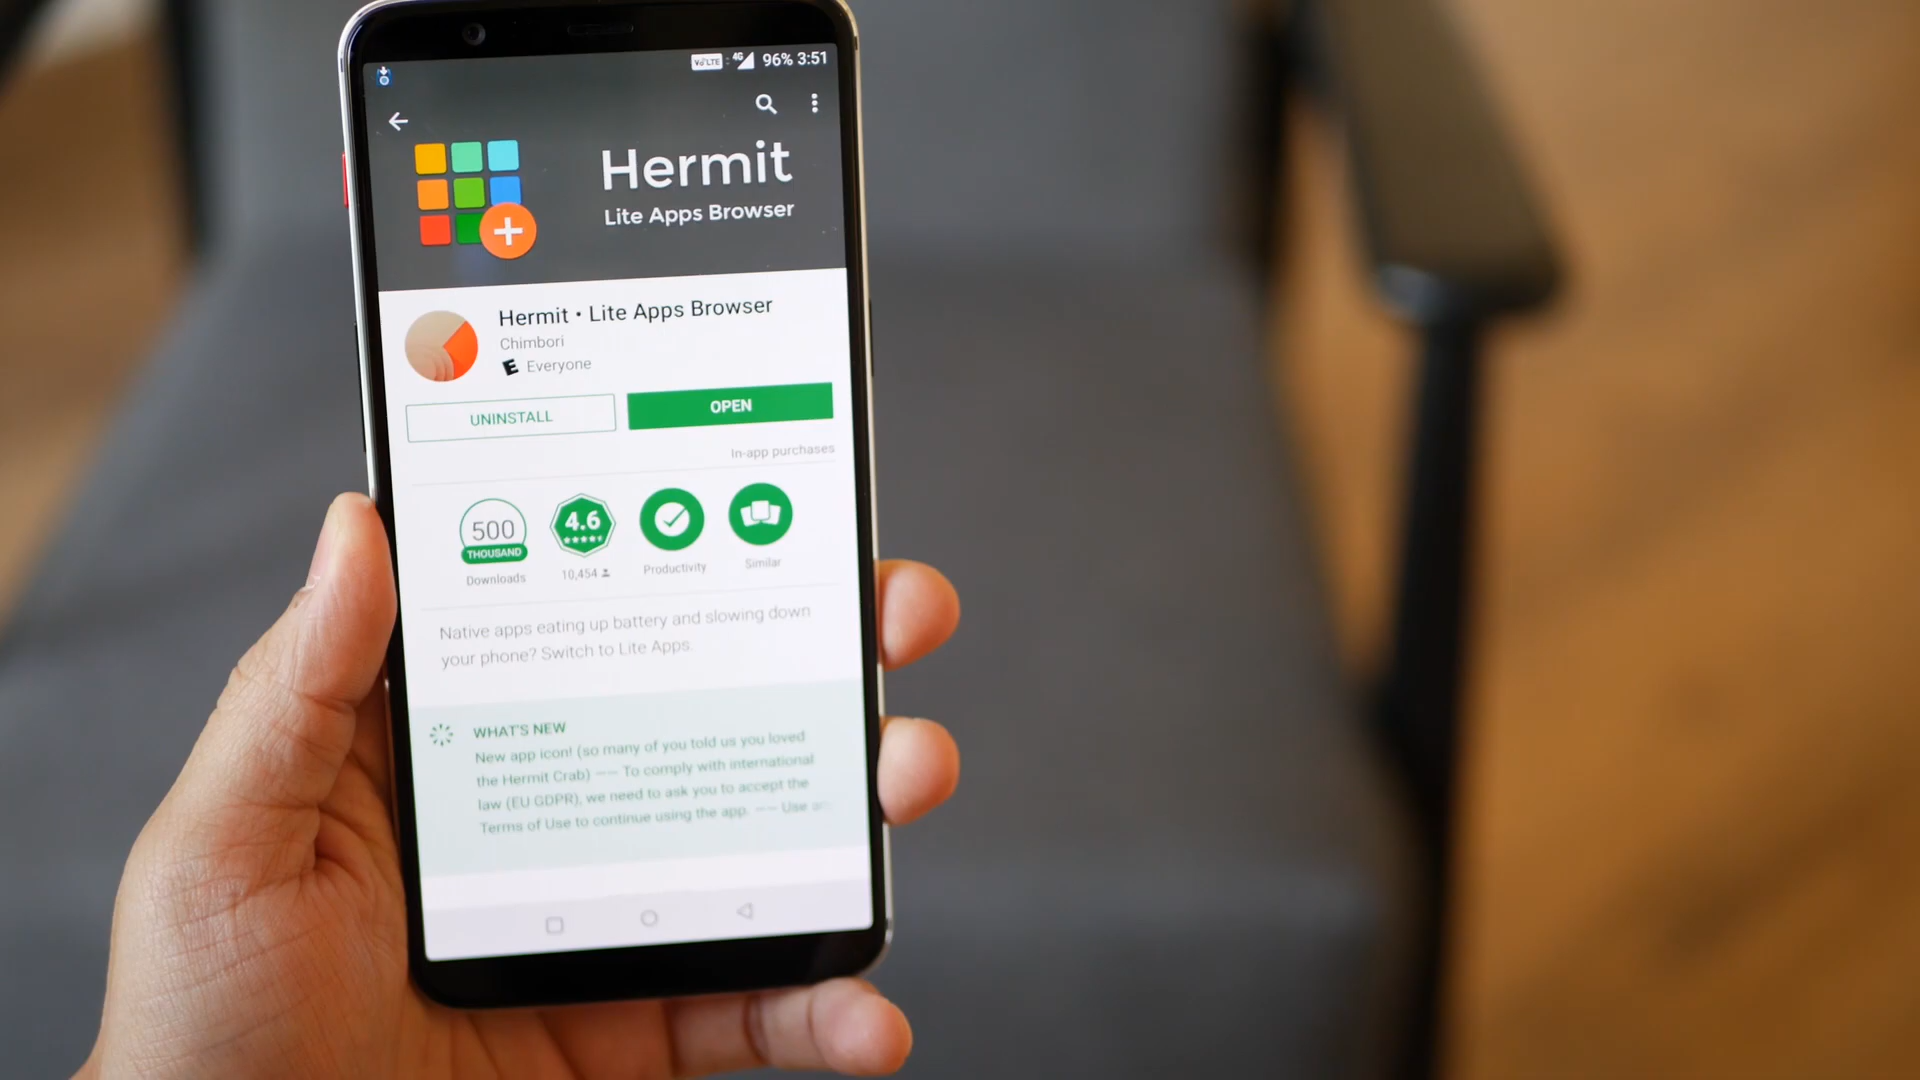 VoLTE 4G 96% 3:51
Hermit
Lite Apps Browser
Hermit • Lite Apps Browser
Chimbori
E Everyone
UNINSTALL
OPEN
In-app purchases
500
THOUSAND
Downloads
4.6
10,454
Productivity
Similar
Native apps eating up battery and slowing down
your phone? Switch to Lite Apps.
WHAT'S NEW
New app icon! (so many of you told us you loved
the Hermit Crab) —— To comply with international
law (EU GDPR), we need to ask you to accept the
Terms of Use to continue using the app. —— Use